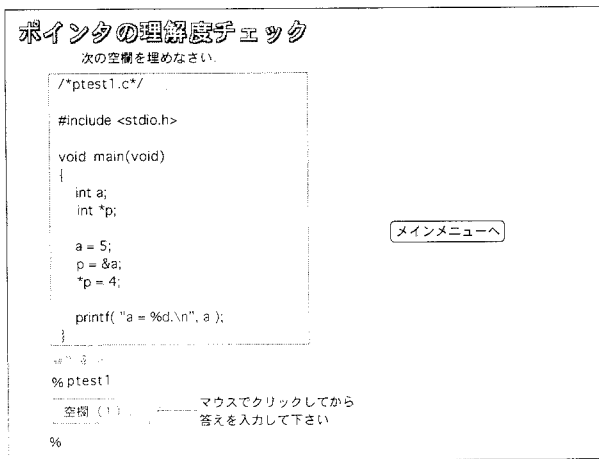 ポインタの理解度チェック
次の空欄を埋めなさい.
/*ptest1.c*/
#include <stdio.h>
void main(void)
{
int a;
int *p;
a = 5;
p = &a;
*p = 4;
printf( "a = %d.\n", a );
}
メインメニューへ
% ptest1
空欄（1）
マウスでクリックしてから
答えを入力して下さい
%